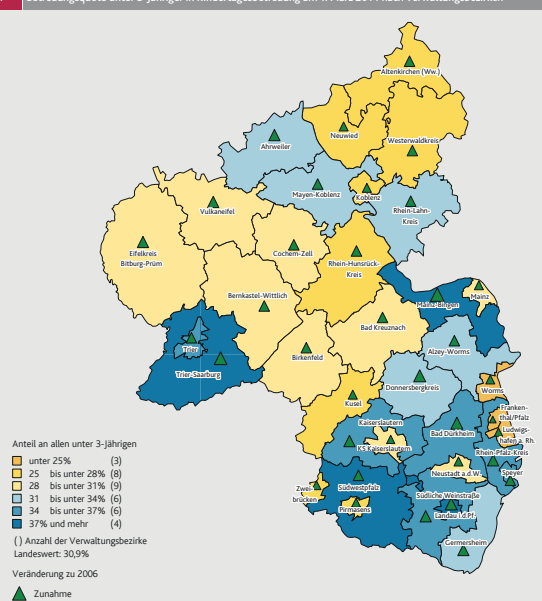 Altenkirchen (Ww.)
Neuwied
Westerwaldkreis
Ahrweiler
Mayen-Koblenz
Koblenz
Rhein-Lahn-
Kreis
Vulkaneifel
Eifelkreis
Bitburg-Prüm
Cochem-Zell
Rhein-Hunsrück-
Kreis
Bernkastel-Wittlich
Mainz-Bingen
Mainz
Bad Kreuznach
Alzey-Worms
Birkenfeld
Trier
Trier-Saarburg
Donnersbergkreis
Worms
Kusel
Franken-
thal/Pfalz
Kaiserslautern
Ludwigs-
hafen a. Rh.
Bad Dürkheim
KS Kaiserslautern
Rhein-Pfalz-Kreis
Speyer
Neustadt a.d.W.
Zwei-
brücken
Südwestpfalz
Pirmasens
Südliche Weinstraße
Landau i.d.Pf.
Germersheim
Anteil an allen unter 3-Jährigen
unter 25% (3)
25 bis unter 28% (8)
28 bis unter 31% (9)
31 bis unter 34% (6)
34 bis unter 37% (6)
37% und mehr (4)
( ) Anzahl der Verwaltungsbezirke
Landeswert: 30,9%
Veränderung zu 2006
Zunahme